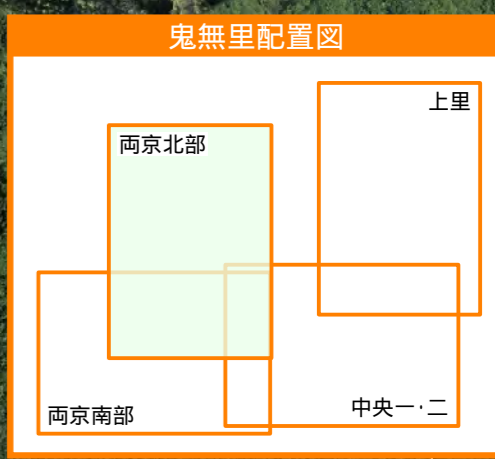 鬼無里配置図
上里
両京北部
両京南部
中央一・二